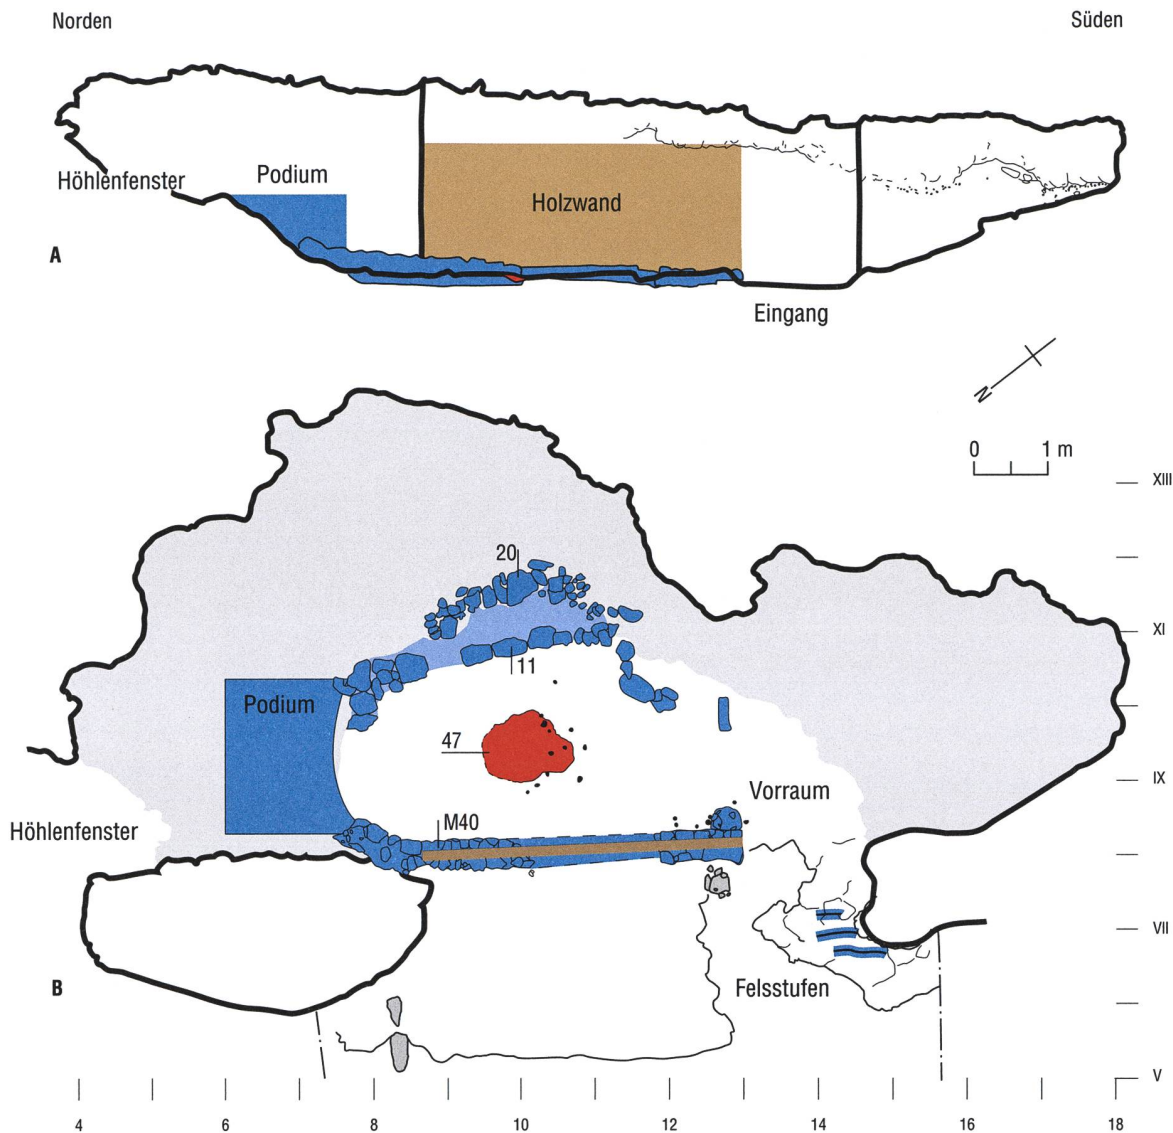 Norden
Süden
Höhlenfenster
Podium
Holzwand
A
Eingang
N
0 1 m
XIII
20
XI
11
Podium
47
IX
Vorraum
M40
Höhlenfenster
VII
Felsstufen
B
V
4 6 8 10 12 14 16 18